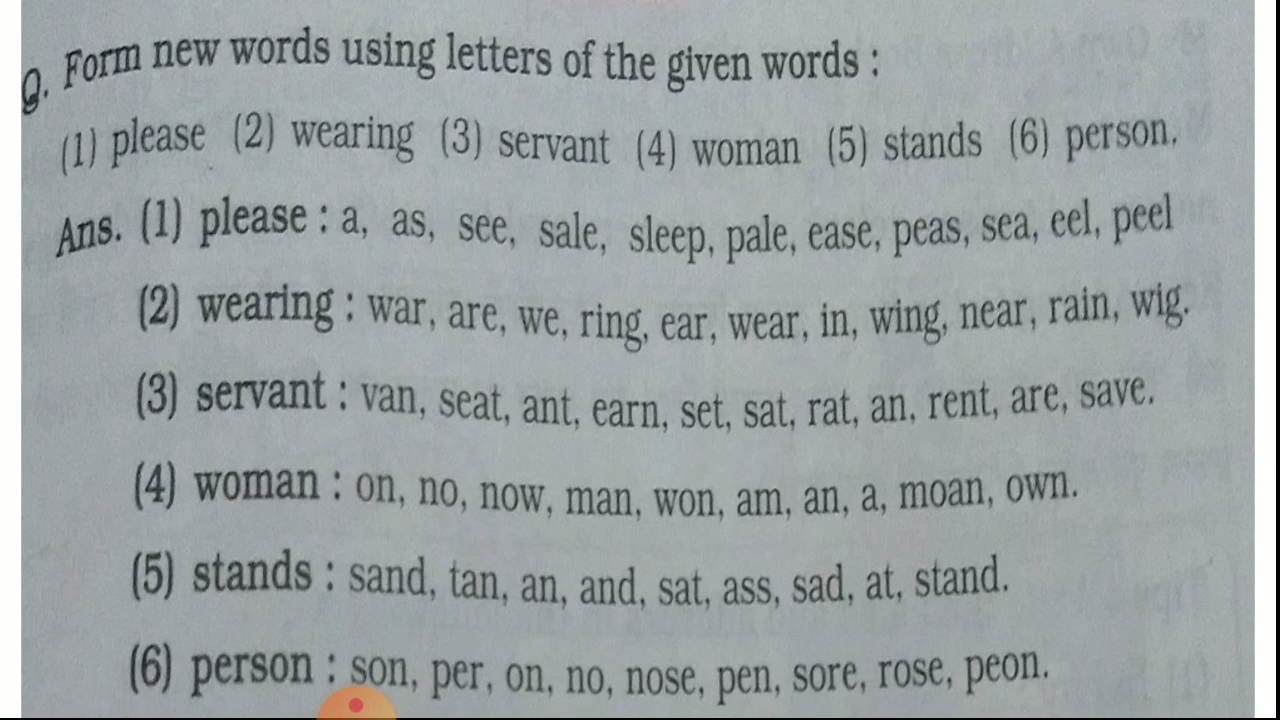 Q. Form new words using letters of the given words :
(1) please (2) wearing (3) servant (4) woman (5) stands (6) person.
Ans. (1) please : a, as, see, sale, sleep, pale, ease, peas, sea, eel, peel
(2) wearing : war, are, we, ring, ear, wear, in, wing, near, rain, wig.
(3) servant : van, seat, ant, earn, set, sat, rat, an, rent, are, save.
(4) woman : on, no, now, man, won, am, an, a, moan, own.
(5) stands : sand, tan, an, and, sat, ass, sad, at, stand.
(6) person : son, per, on, no, nose, pen, sore, rose, peon.